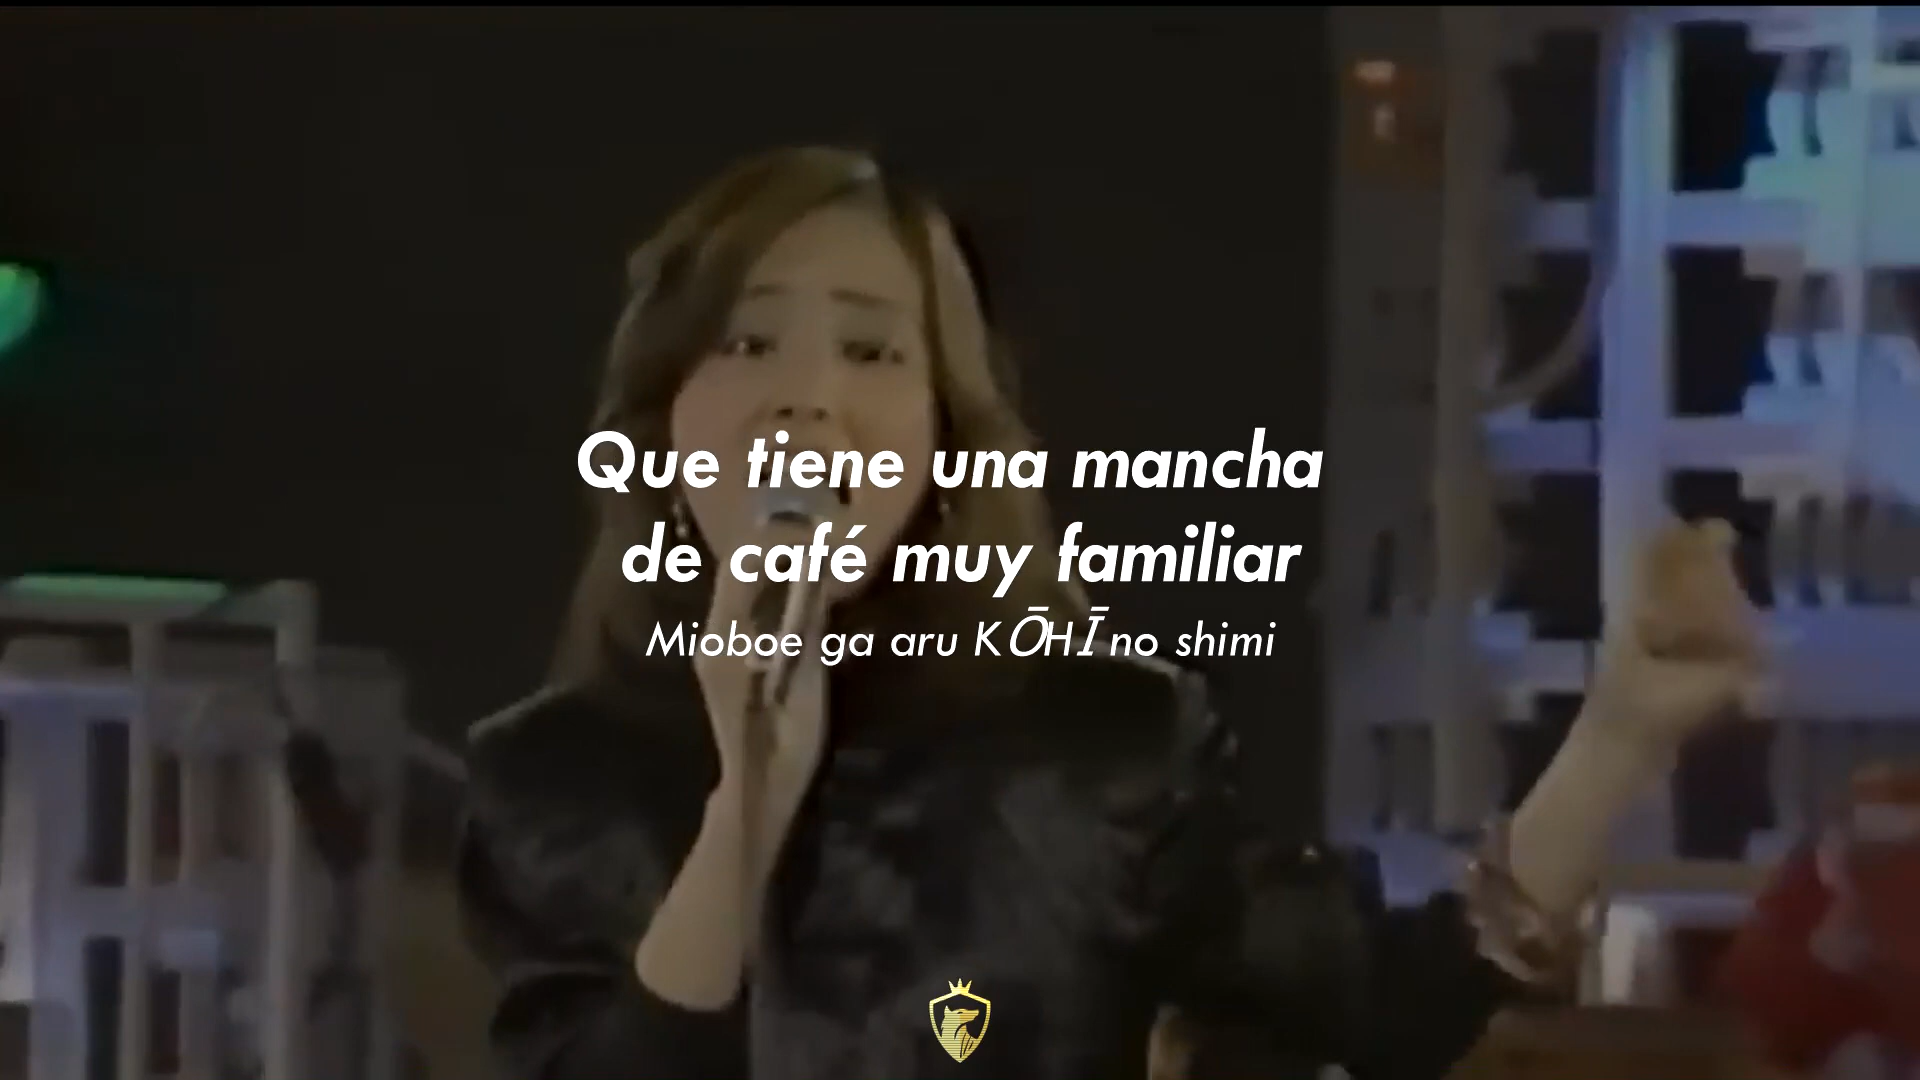 Que tiene una mancha
de café muy familiar
Mioboe ga aru KŌHĪ no shimi